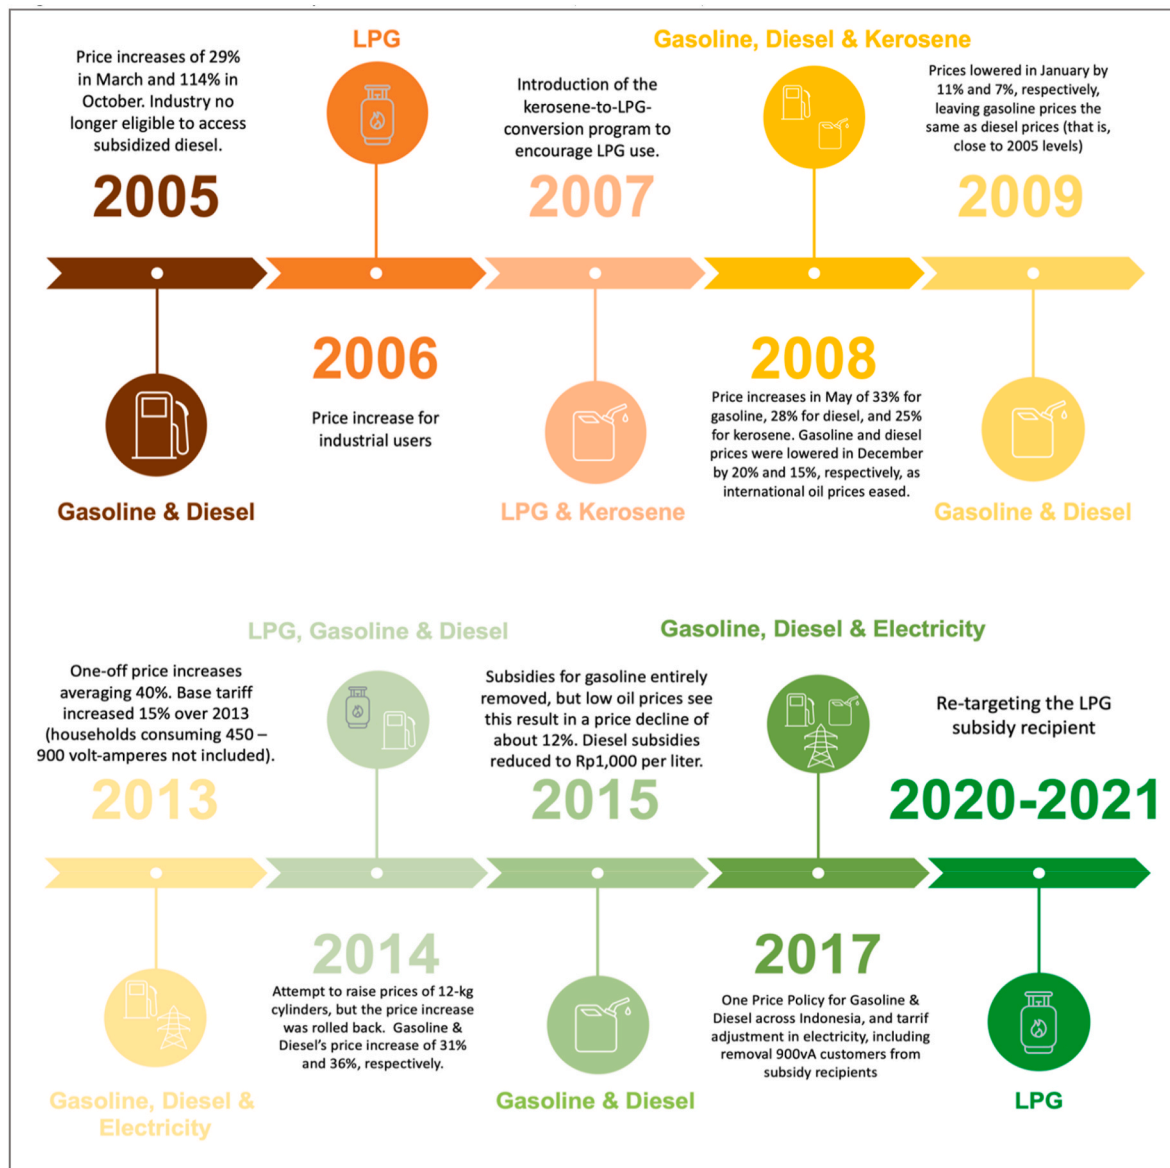 LPG
Gasoline, Diesel & Kerosene
Price increases of 29%
in March and 114% in
October. Industry no
longer eligible to access
subsidized diesel.
2005
Introduction of the
kerosene-to-LPG-
conversion program to
encourage LPG use.
2007
Prices lowered in January by
11% and 7%, respectively,
leaving gasoline prices the
same as diesel prices (that is,
close to 2005 levels)
2009
2006
Price increase for
industrial users
2008
Price increases in May of 33% for
gasoline, 28% for diesel, and 25%
for kerosene. Gasoline and diesel
prices were lowered in December
by 20% and 15%, respectively, as
international oil prices eased.
Gasoline & Diesel
LPG & Kerosene
Gasoline & Diesel
LPG, Gasoline & Diesel
Gasoline, Diesel & Electricity
One-off price increases
averaging 40%. Base tariff
increased 15% over 2013
(households consuming 450 –
900 volt-amperes not included).
2013
Subsidies for gasoline entirely
removed, but low oil prices see
this result in a price decline of
about 12%. Diesel subsidies
reduced to Rp1,000 per liter.
2015
Re-targeting the LPG
subsidy recipient
2020-2021
2014
Attempt to raise prices of 12-kg
cylinders, but the price increase
was rolled back.  Gasoline &
Diesel's price increase of 31%
and 36%, respectively.
2017
One Price Policy for Gasoline &
Diesel across Indonesia, and tarrif
adjustment in electricity, including
removal 900vA customers from
subsidy recipients
Gasoline, Diesel &
Electricity
Gasoline & Diesel
LPG